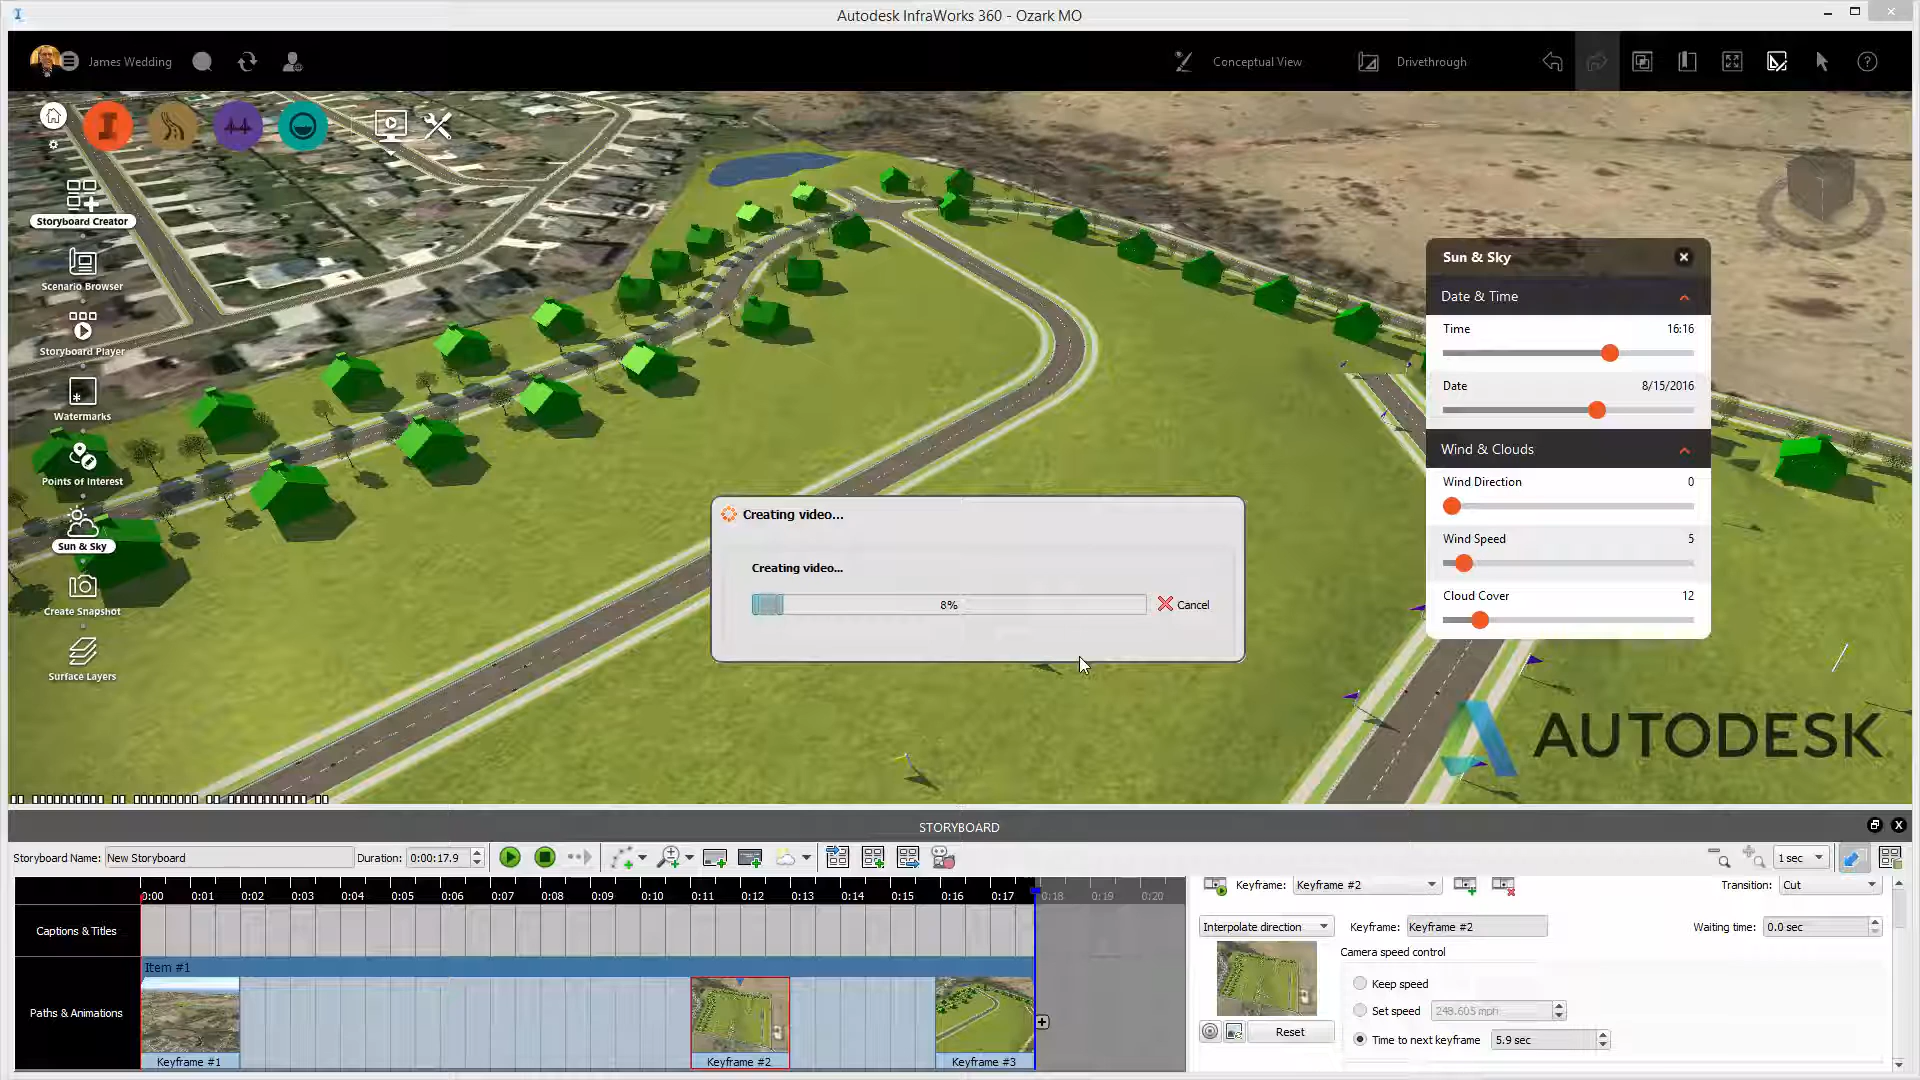 Autodesk InfraWorks 360 - Ozark MO
James Wedding
Conceptual View
Drivethrough
Storyboard Creator
Scenario Browser
Storyboard Player
Watermarks
Points of Interest
Sun & Sky
Create Snapshot
Surface Layers
Sun & Sky
Date & Time
Time 16:16
Date 8/15/2016
Wind & Clouds
Wind Direction 0
Wind Speed 5
Cloud Cover 12
Creating video...
Creating video...
8%
Cancel
AUTODESK
STORYBOARD
Storyboard Name: New Storyboard Duration: 0:00:17.9
1 sec
0:00 0:01 0:02 0:03 0:04 0:05 0:06 0:07 0:08 0:09 0:10 0:11 0:12 0:13 0:14 0:15 0:16 0:17 0:18 0:19 0:20
Captions & Titles
Item #1
Paths & Animations
Keyframe #1
Keyframe #2
Keyframe #3
Keyframe: Keyframe #2 Transition: Cut
Interpolate direction Keyframe: Keyframe #2 Waiting time: 0.0 sec
Camera speed control
Keep speed
Set speed 248.605 mph
Reset
Time to next keyframe 5.9 sec